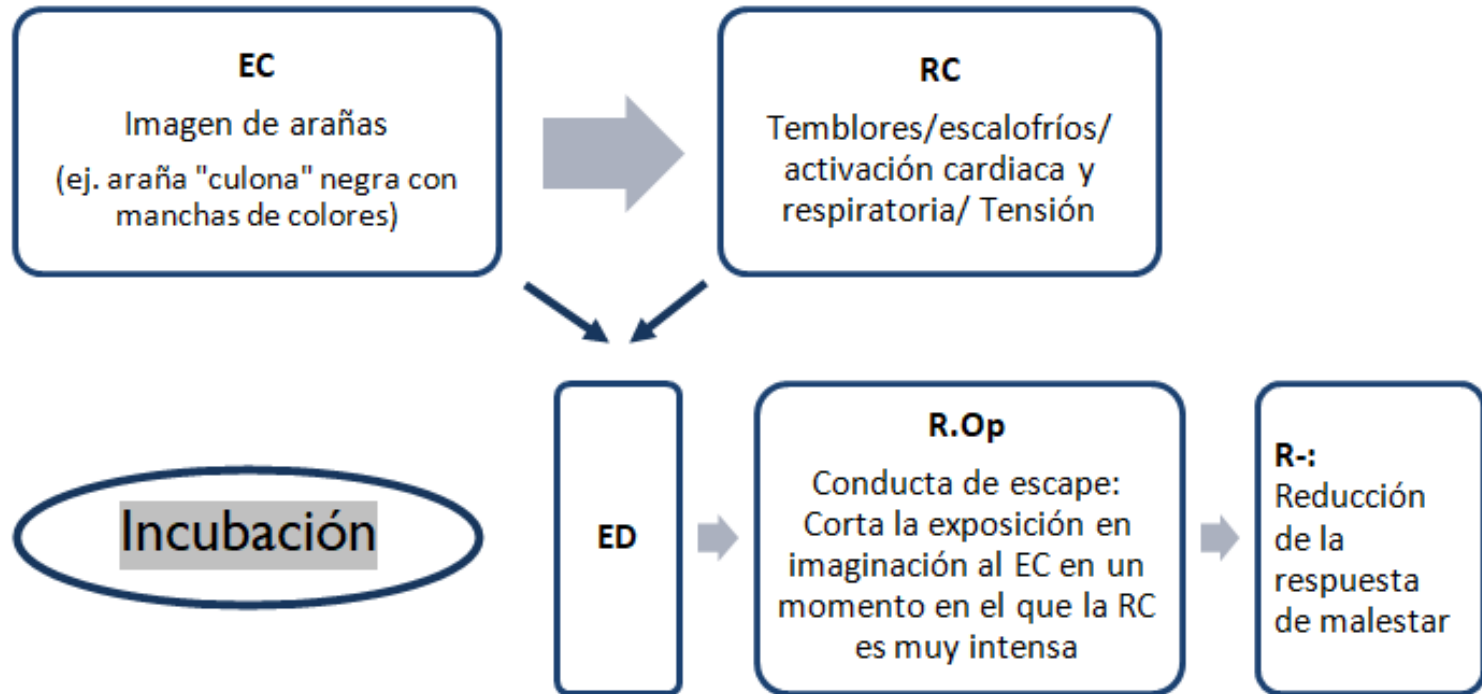 EC
Imagen de arañas
(ej. araña "culona" negra con
manchas de colores)
RC
Temblores/escalofríos/
activación cardiaca y
respiratoria/ Tensión
Incubación
ED
R.Op
Conducta de escape:
Corta la exposición en
imaginación al EC en un
momento en el que la RC
es muy intensa
R-:
Reducción
de la
respuesta
de malestar